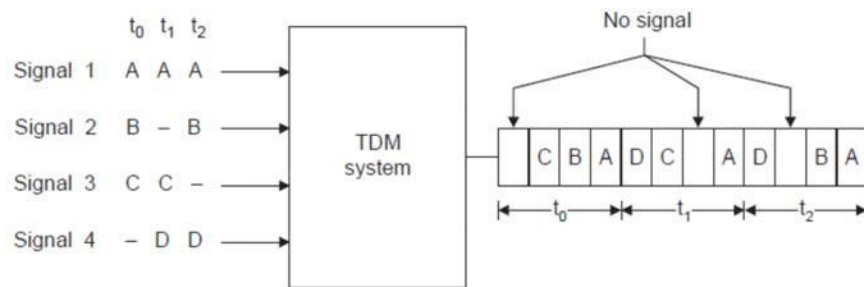 No signal
t0 t1 t2
Signal 1 A A A
Signal 2 B – B
Signal 3 C C –
Signal 4 – D D
TDM
system
C B A D C A D B A
t0 t1 t2